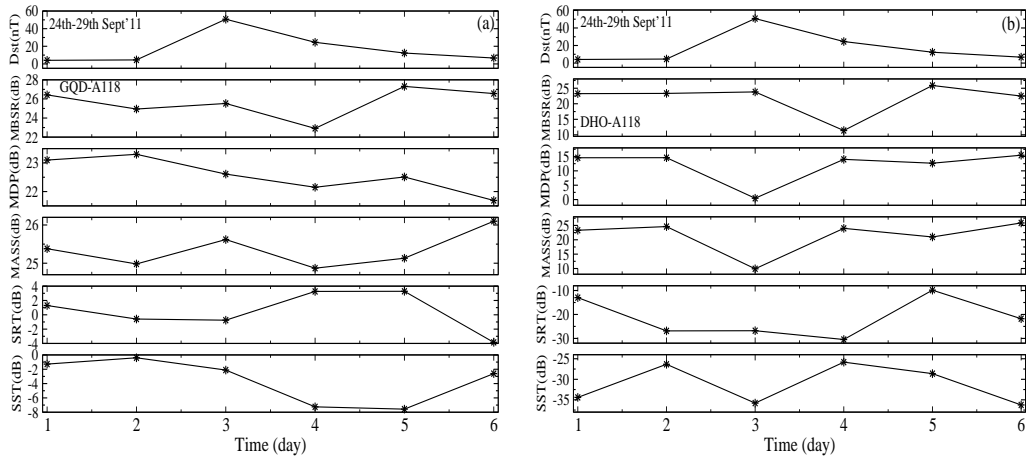 24th-29th Sept'11
(a)
Dst(nT)
60
40
20
0
GQD-A118
MBSR(dB)
28
26
24
22
MDP(dB)
23
22
MASS(dB)
26
25
SRT(dB)
4
2
0
-2
-4
SST(dB)
0
-2
-4
-6
-8
1 2 3 4 5 6
Time (day)
24th-29th Sept'11
(b)
Dst(nT)
60
40
20
0
DHO-A118
MBSR(dB)
25
20
15
10
MDP(dB)
15
10
5
0
MASS(dB)
25
20
15
10
SRT(dB)
-10
-20
-30
SST(dB)
-25
-30
-35
1 2 3 4 5 6
Time (day)